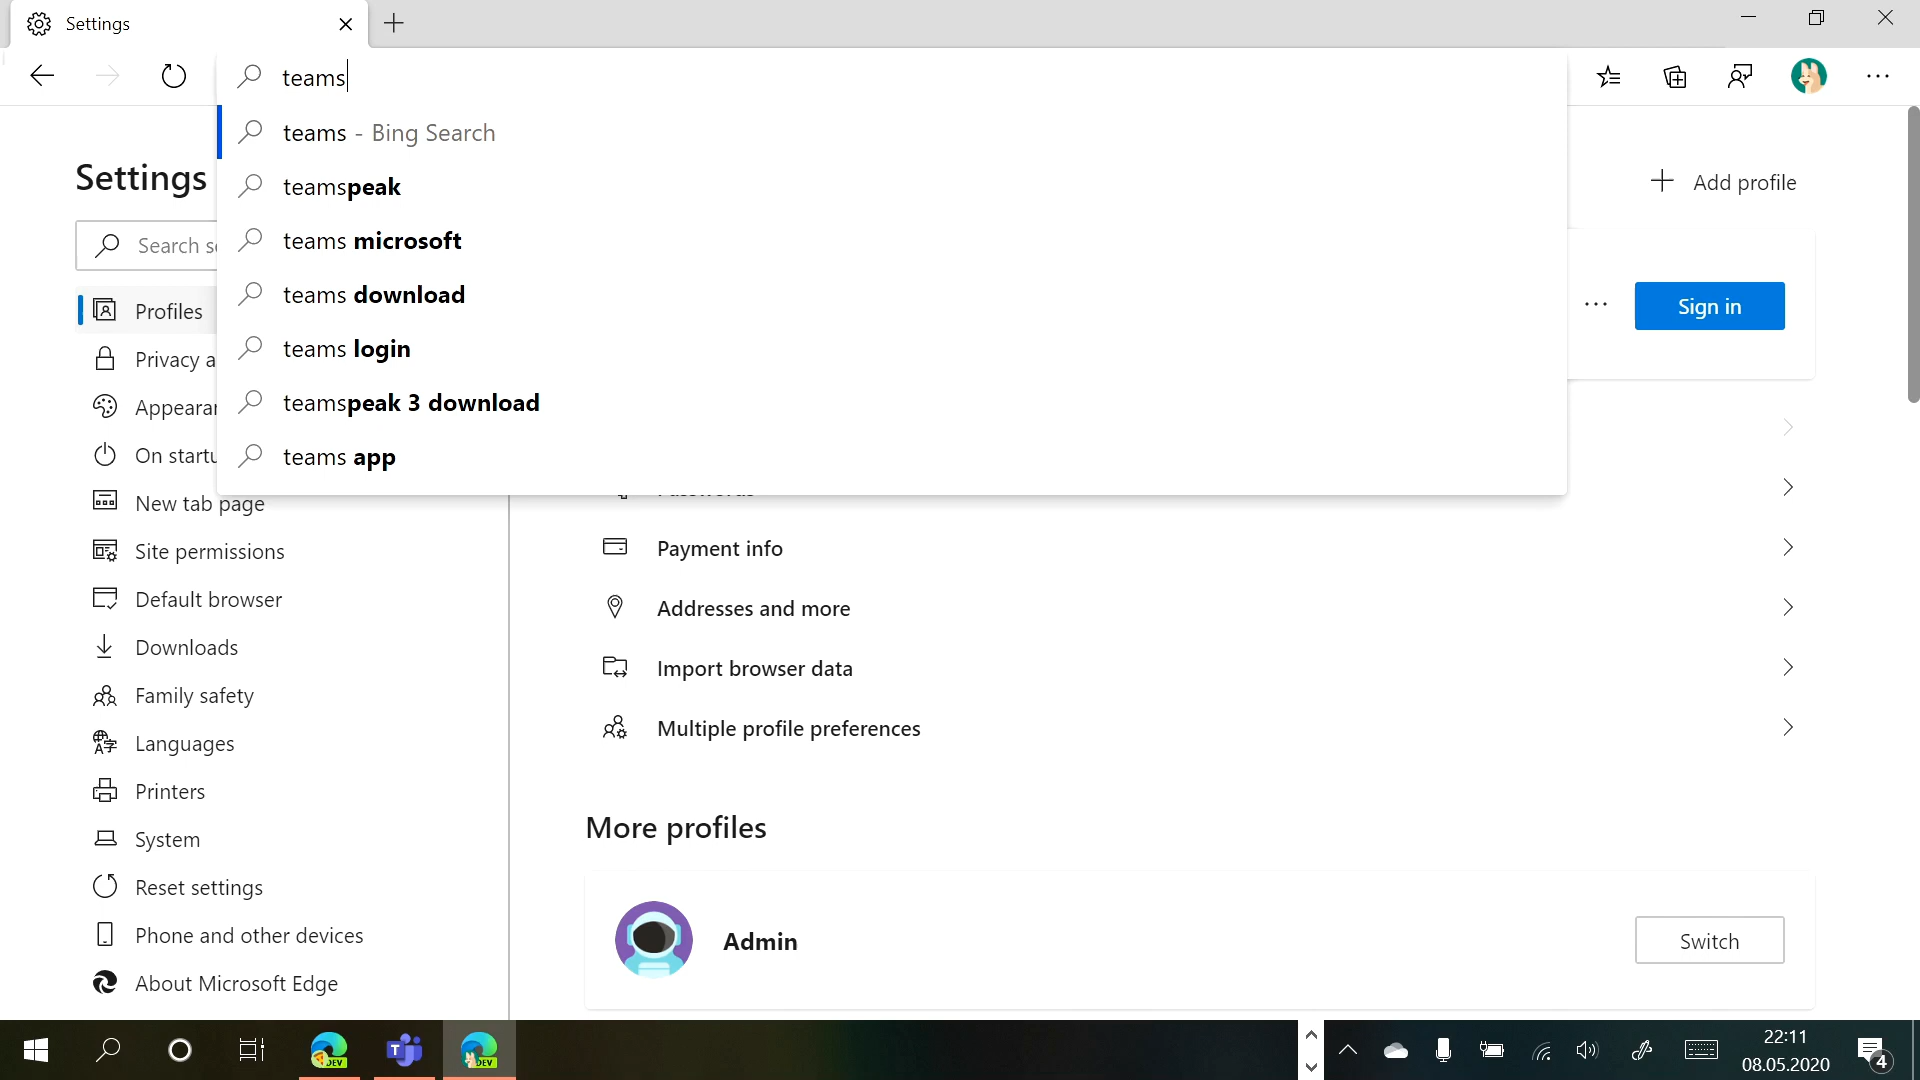 Settings
teams
teams - Bing Search
teamspeak
teams microsoft
teams download
teams login
teamspeak 3 download
teams app
Settings
Add profile
Search s
Sign in
Profiles
Privacy a
Appearar
On startu
New tab page
Site permissions
Default browser
Downloads
Family safety
Languages
Printers
System
Reset settings
Phone and other devices
About Microsoft Edge
Payment info
Addresses and more
Import browser data
Multiple profile preferences
More profiles
Admin
Switch
DEV
T
DEV
22:11
08.05.2020
4